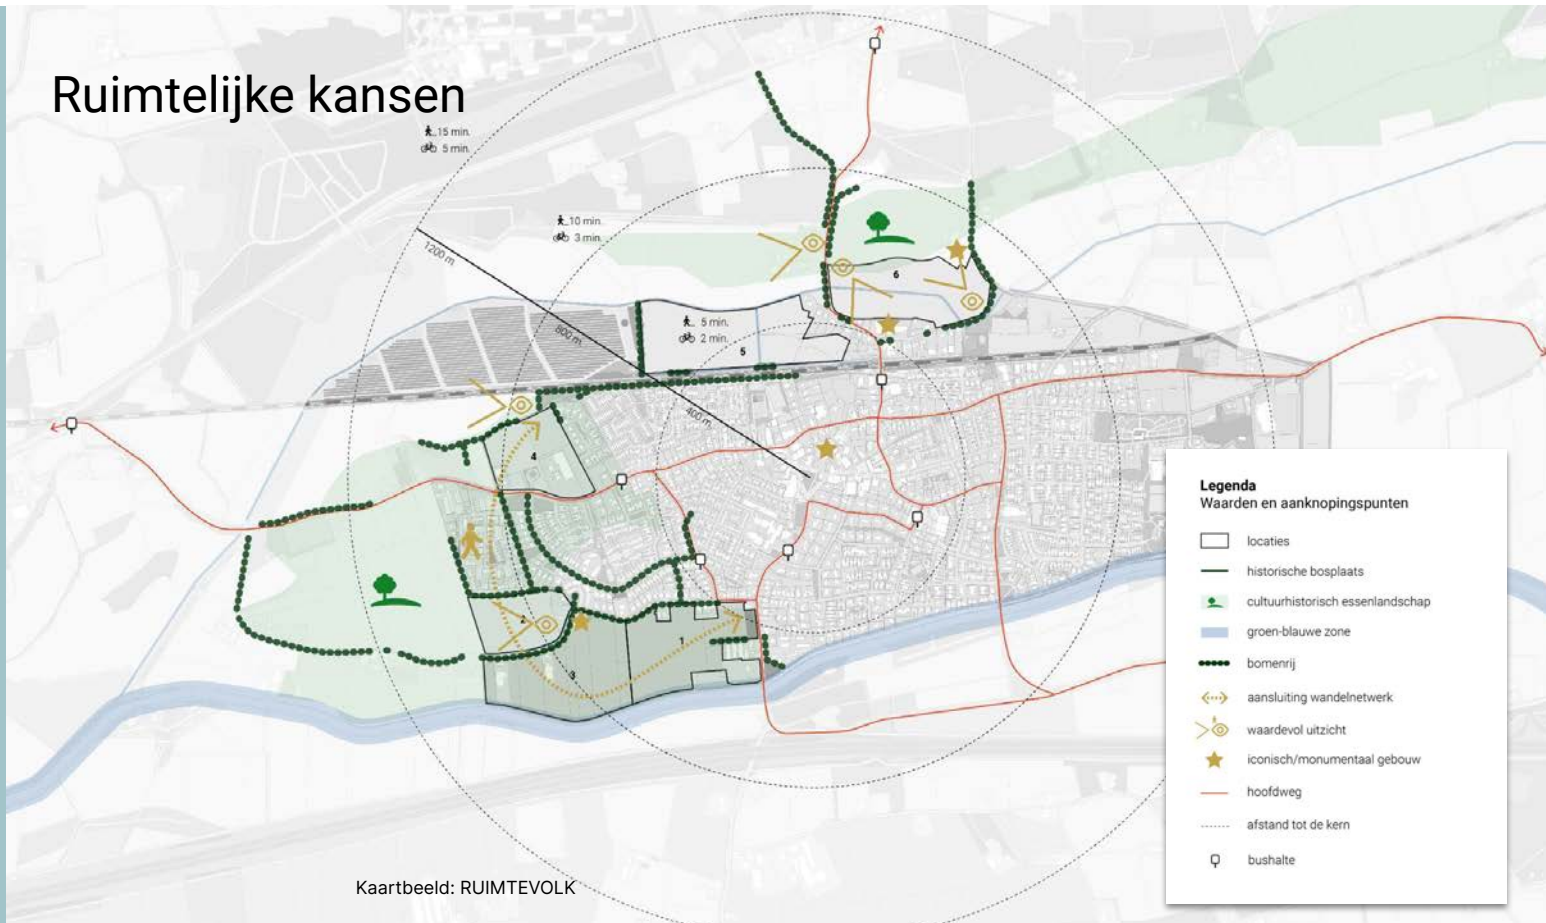 Ruimtelijke kansen
15 min.
5 min.
10 min.
3 min.
1200 m.
800 m.
400 m.
5 min.
2 min.
5
6
4
2
1
3
Legenda
Waarden en aanknopingspunten
locaties
historische bosplaats
cultuurhistorisch essenlandschap
groen-blauwe zone
bomenrij
aansluiting wandelnetwerk
waardevol uitzicht
iconisch/monumentaal gebouw
hoofdweg
afstand tot de kern
bushalte
Kaartbeeld: RUIMTEVOLK